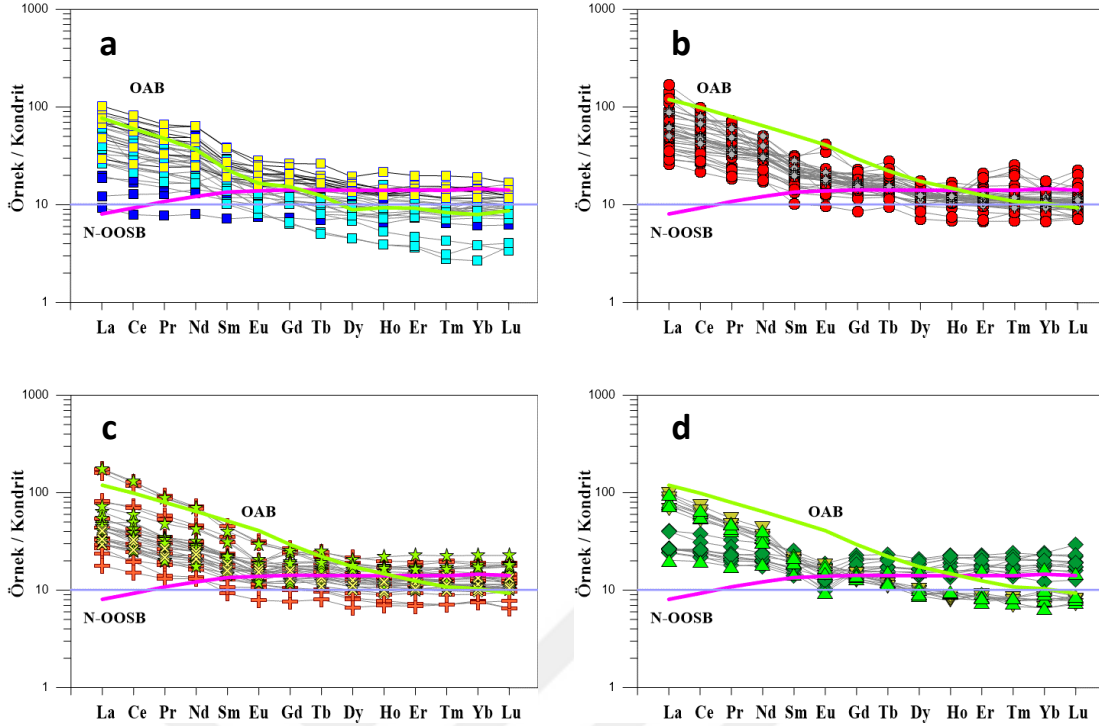 a
OAB
N-OOSB
Örnek / Kondrit
1000
100
10
1
La Ce Pr Nd Sm Eu Gd Tb Dy Ho Er Tm Yb Lu
b
OAB
N-OOSB
Örnek / Kondrit
1000
100
10
1
La Ce Pr Nd Sm Eu Gd Tb Dy Ho Er Tm Yb Lu
c
OAB
N-OOSB
Örnek / Kondrit
1000
100
10
1
La Ce Pr Nd Sm Eu Gd Tb Dy Ho Er Tm Yb Lu
d
OAB
N-OOSB
Örnek / Kondrit
1000
100
10
1
La Ce Pr Nd Sm Eu Gd Tb Dy Ho Er Tm Yb Lu